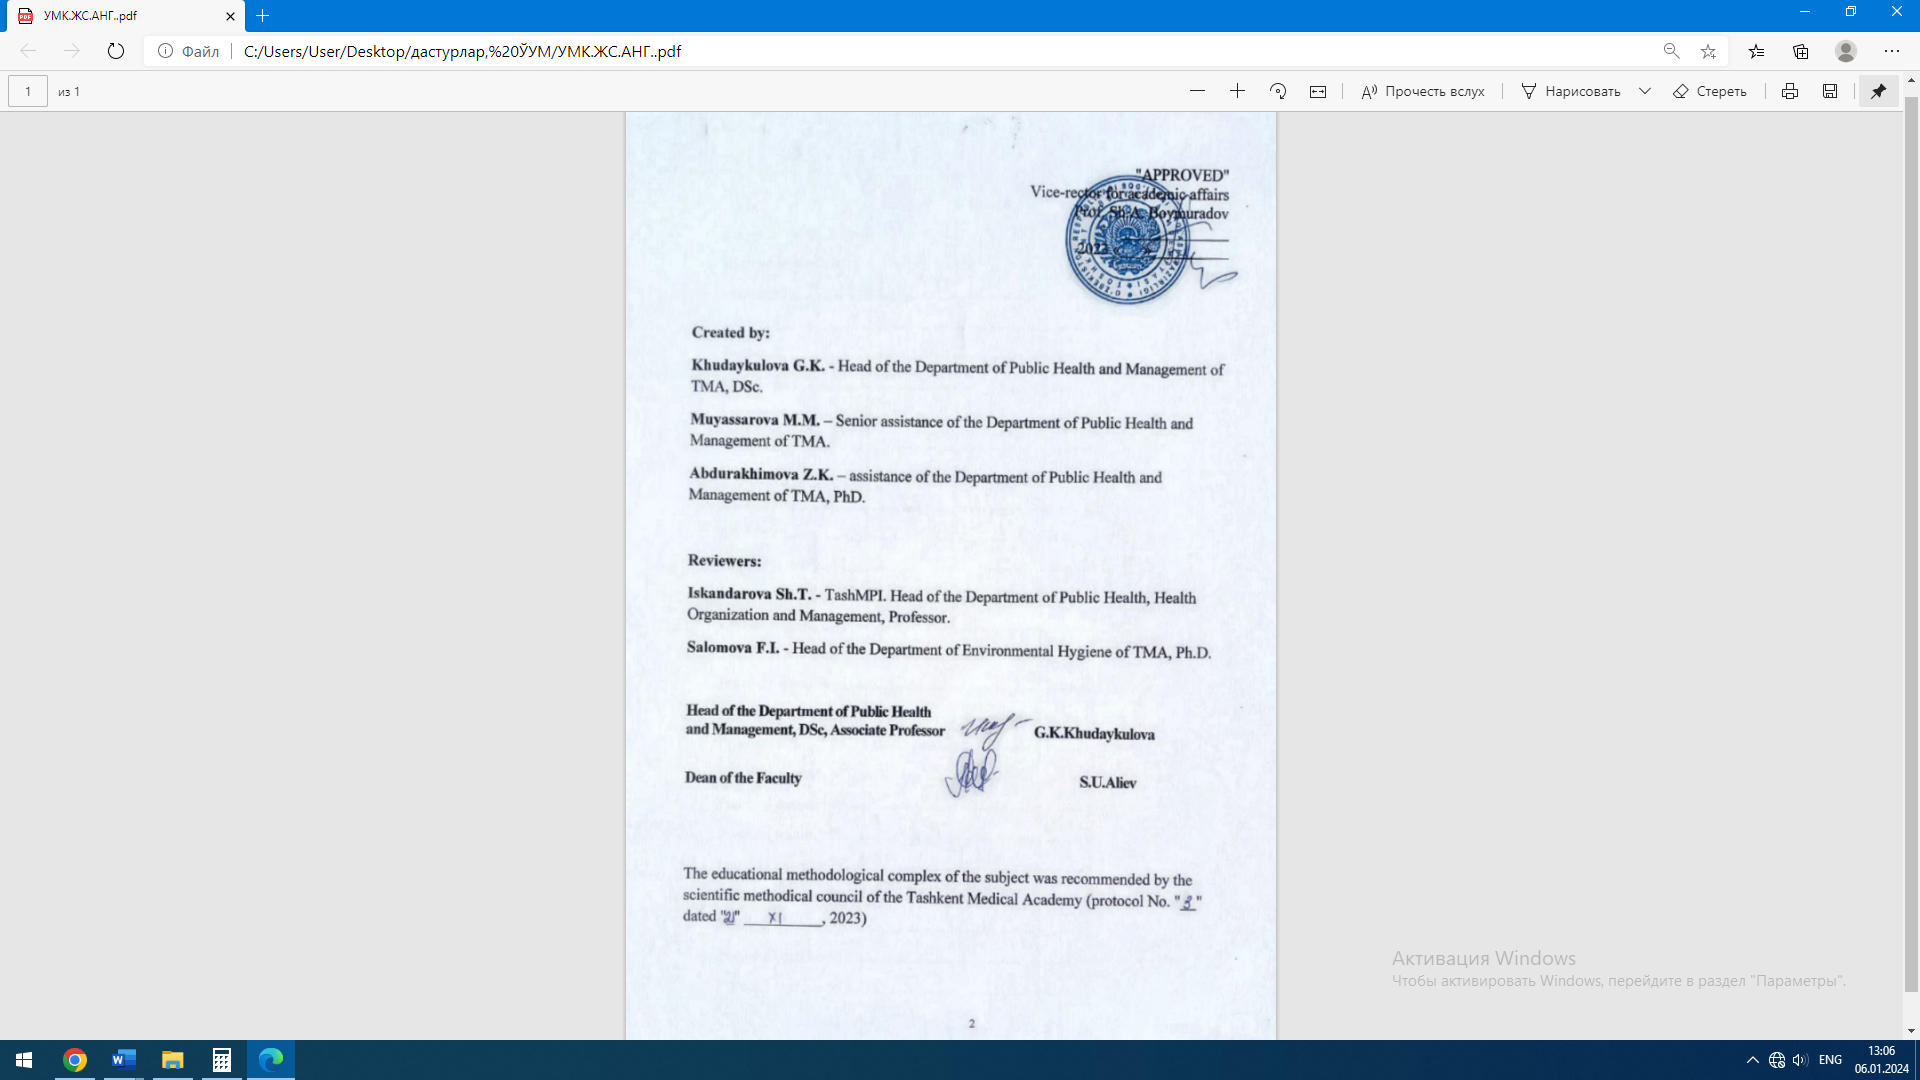 УМК.ЖС.АНГ..pdf
Файл
C:/Users/User/Desktop/дастурлар,%20ЎУМ/УМК.ЖС.АНГ..pdf
1 из 1
Прочесть вслух
Нарисовать
Стереть
"APPROVED"
Vice-rector for academic affairs
Prof. Sh.A. Boymuradov
2023 « »
Created by:
Khudaykulova G.K. - Head of the Department of Public Health and Management of
TMA, DSc.
Muyassarova M.M. – Senior assistance of the Department of Public Health and
Management of TMA.
Abdurakhimova Z.K. – assistance of the Department of Public Health and
Management of TMA, PhD.
Reviewers:
Iskandarova Sh.T. - TashMPI. Head of the Department of Public Health, Health
Organization and Management, Professor.
Salomova F.I. - Head of the Department of Environmental Hygiene of TMA, Ph.D.
Head of the Department of Public Health
and Management, DSc, Associate Professor G.K.Khudaykulova
Dean of the Faculty S.U.Aliev
The educational methodological complex of the subject was recommended by the
scientific methodical council of the Tashkent Medical Academy (protocol No. "3"
dated "21" XI, 2023)
2
Активация Windows
Чтобы активировать Windows, перейдите в раздел "Параметры".
ENG
13:06
06.01.2024